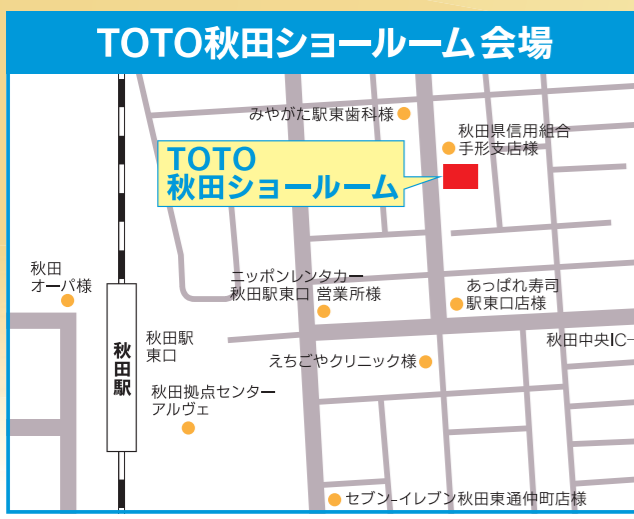 TOTO秋田ショールーム 会場
みやがた駅東歯科様
秋田県信用組合
手形支店様
TOTO
秋田ショールーム
秋田
オーパ様
ニッポンレンタカー
秋田駅東口 営業所様
あっぱれ寿司
駅東口店様
秋田駅
秋田駅
東口
えちごやクリニック様
秋田中央IC→
秋田拠点センター
アルヴェ
セブン-イレブン秋田東通仲町店様